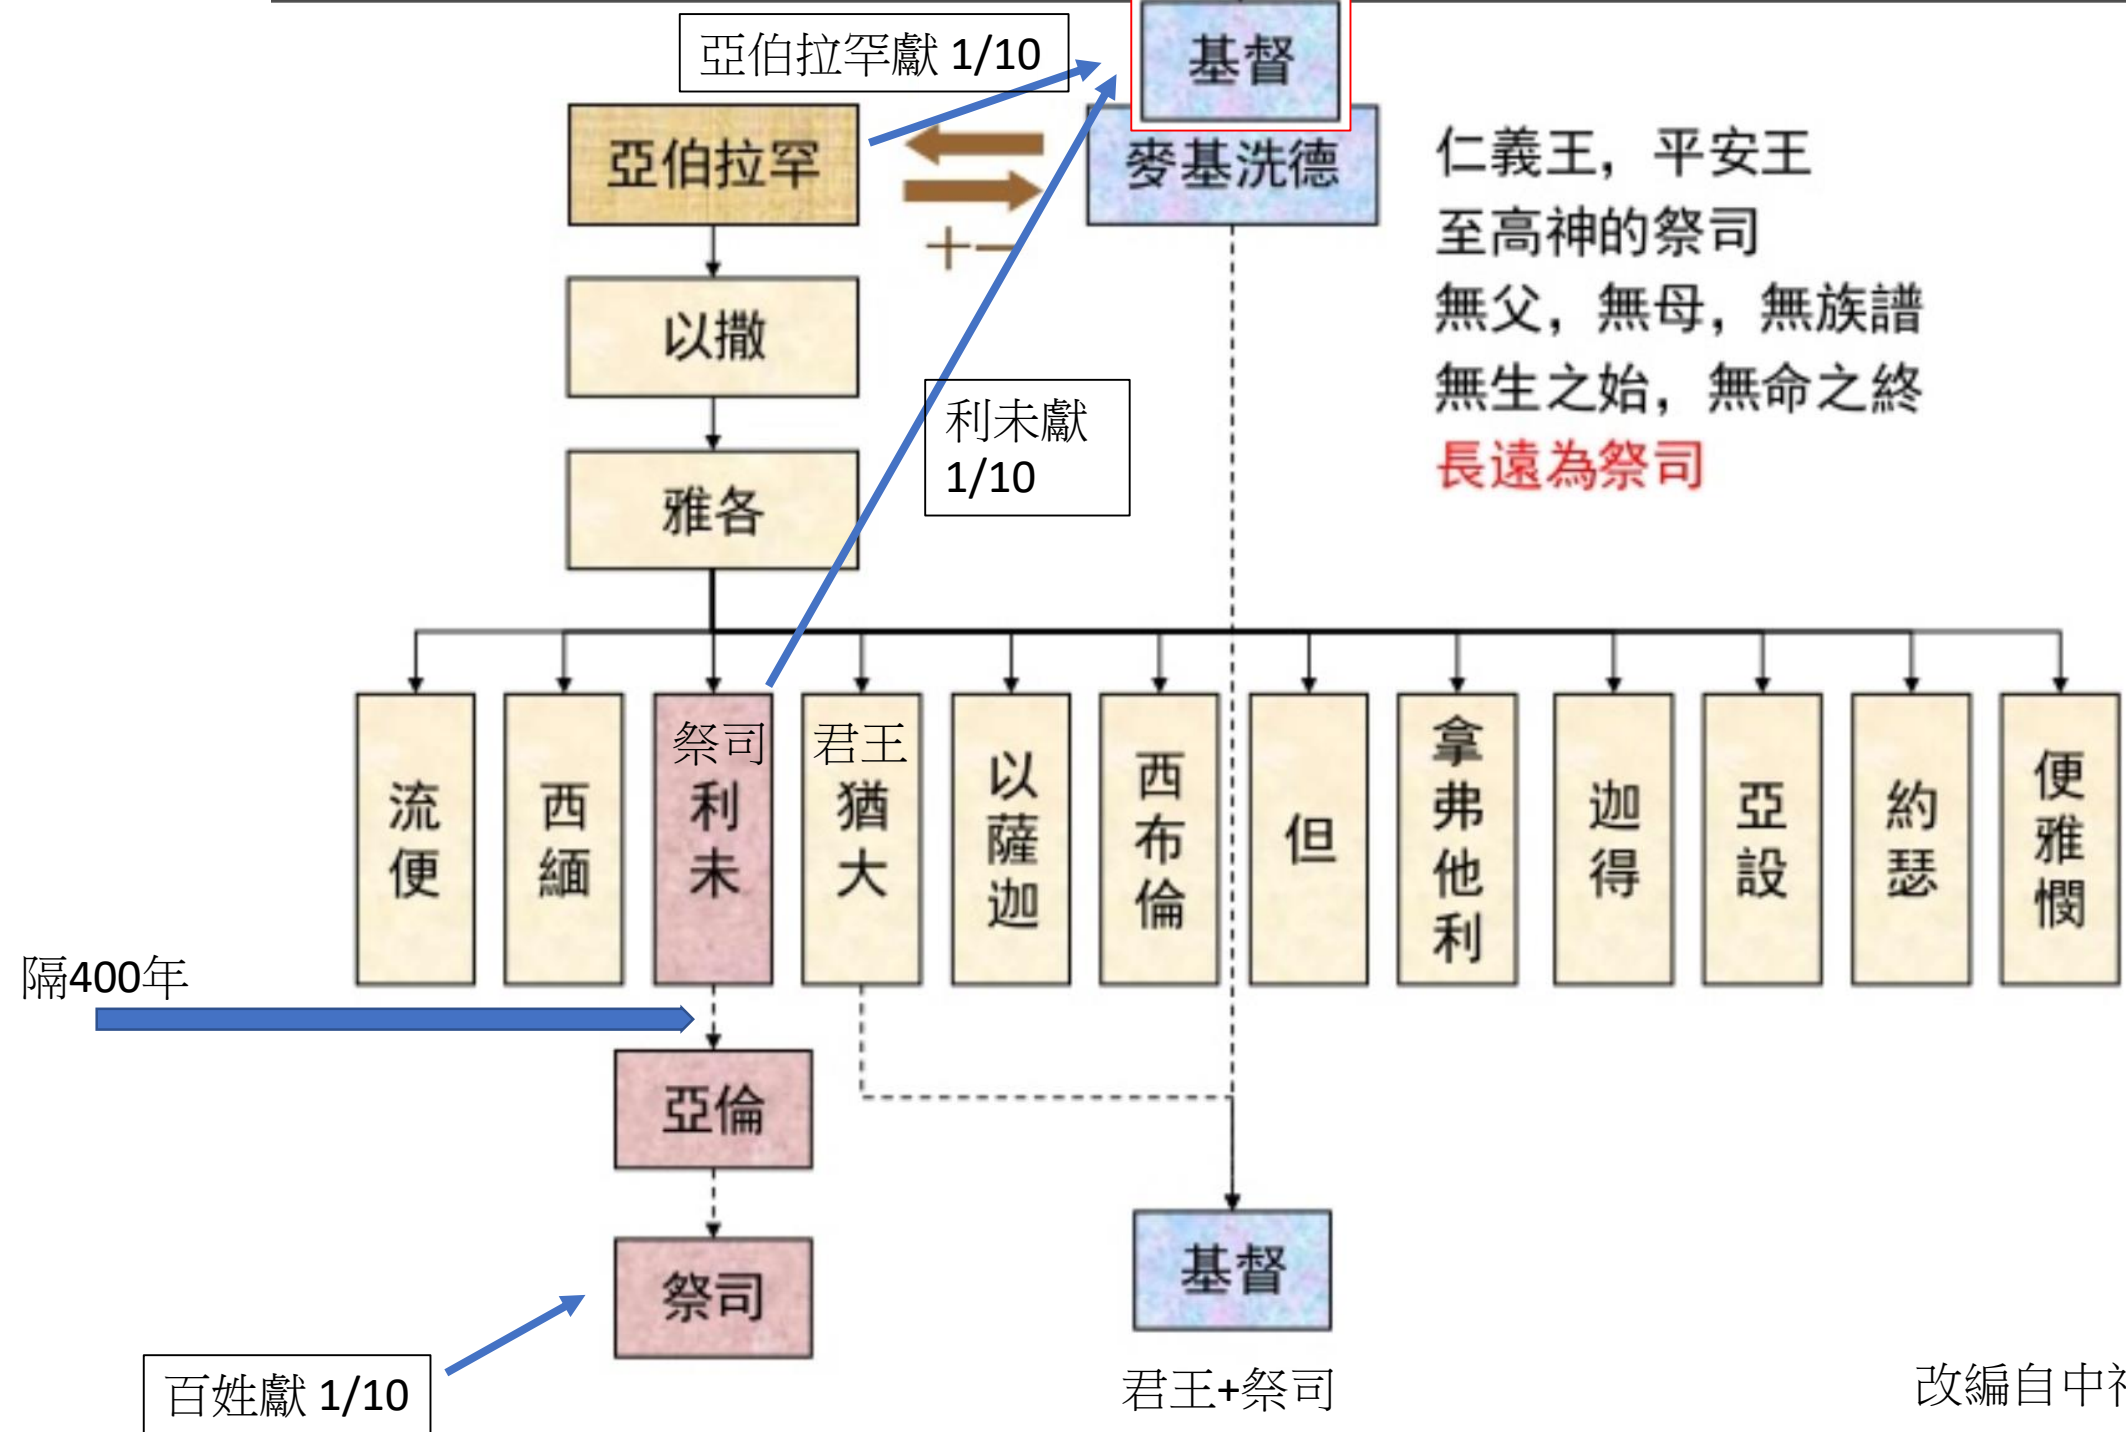 亞伯拉罕獻 1/10
基督
亞伯拉罕
麥基洗德
十一
仁義王，平安王
至高神的祭司
無父，無母，無族譜
無生之始，無命之終
長遠為祭司
以撒
利未獻
1/10
雅各
流便
西緬
祭司
利未
君王
猶大
以薩迦
西布倫
但
拿弗他利
迦得
亞設
約瑟
便雅憫
隔400年
亞倫
祭司
基督
百姓獻 1/10
君王+祭司
改編自中